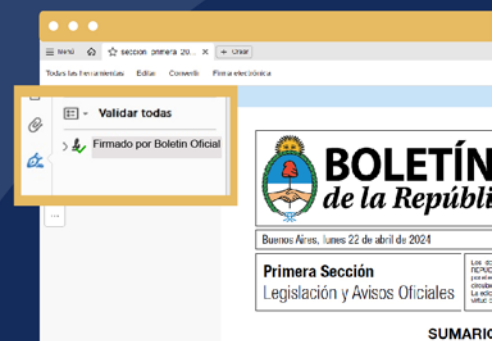 Menú
sección primera 20... × + Crear
Todas las herramientas Editar Convertir Firma electrónica
Validar todas
Firmado por Boletin Oficial
BOLETÍN
de la Repúbli
Buenos Aires, lunes 22 de abril de 2024
Primera Sección
Legislación y Avisos Oficiales
SUMARIO